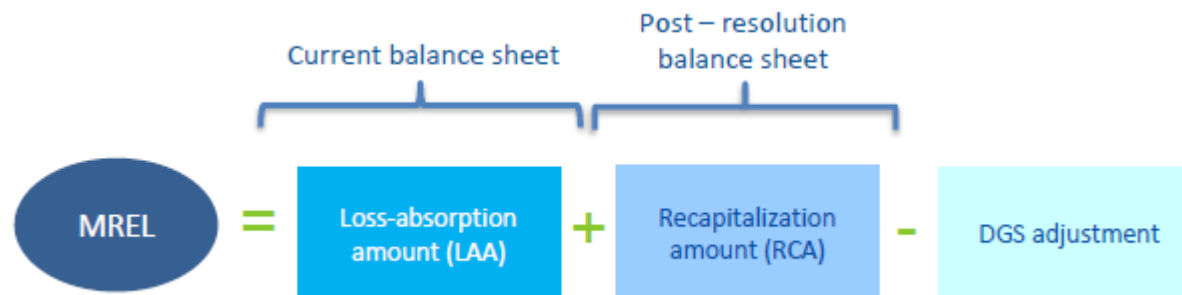 Current balance sheet
Post – resolution
balance sheet
MREL
=
Loss-absorption
amount (LAA)
+
Recapitalization
amount (RCA)
-
DGS adjustment